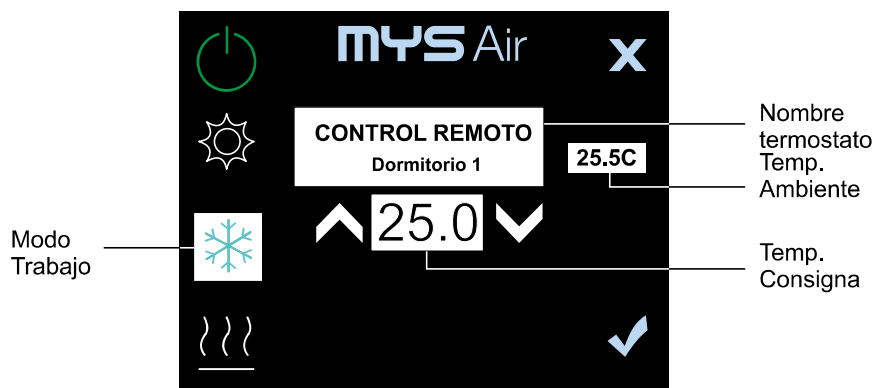 MYS Air
X
CONTROL REMOTO
Dormitorio 1
25.5C
25.0
Nombre
termostato
Temp.
Ambiente
Modo
Trabajo
Temp.
Consigna